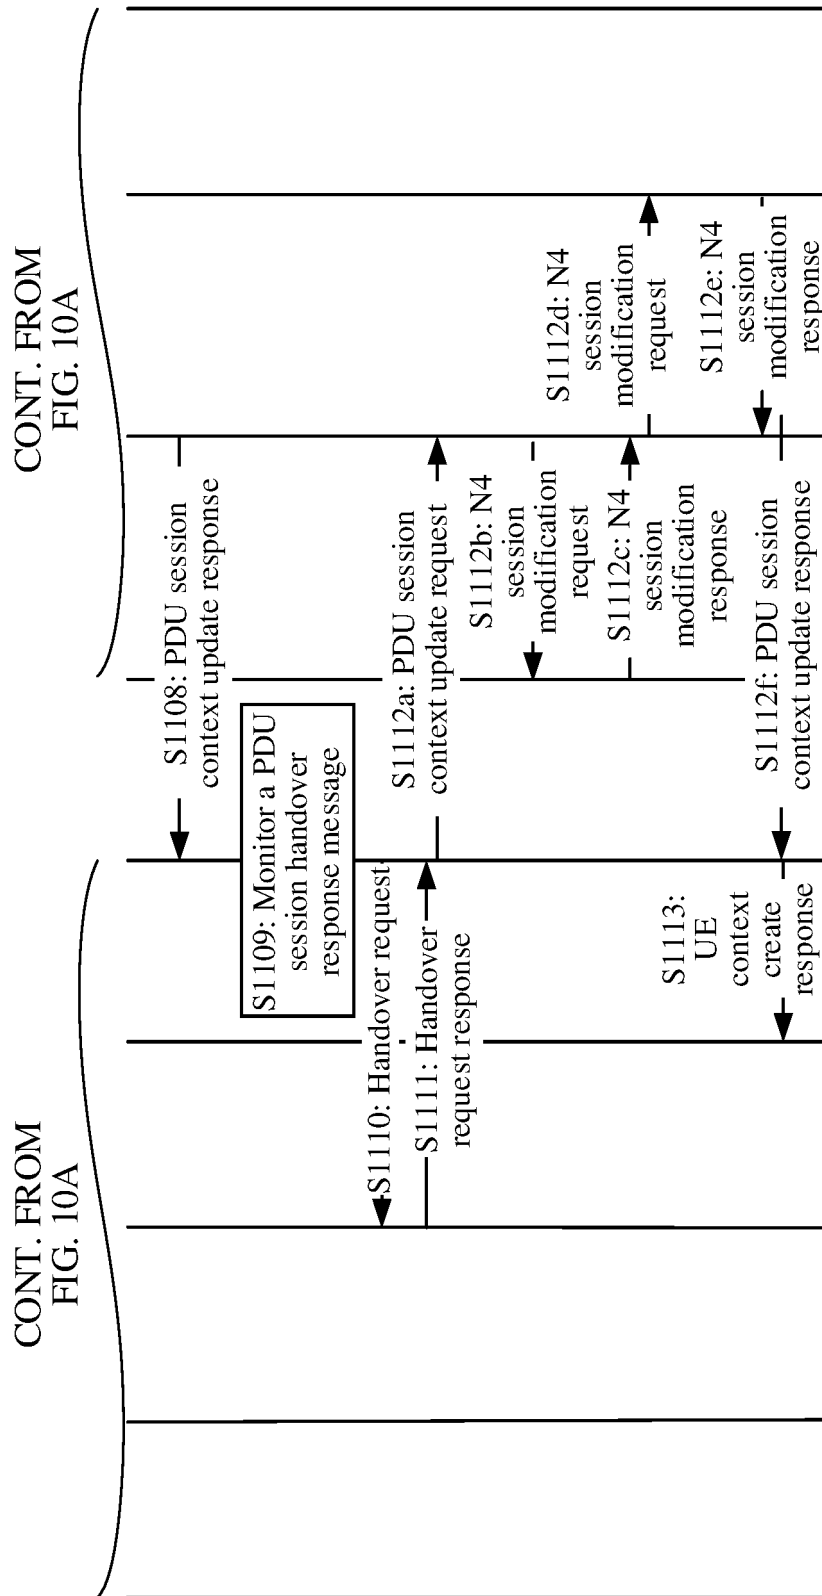 CONT. FROM
FIG. 10A
CONT. FROM
FIG. 10A
S1108: PDU session
context update response
S1109: Monitor a PDU
session handover
response message
S1110: Handover request
S1111: Handover
request response
S1112a: PDU session
context update request
S1112b: N4
session
modification
request
S1112c: N4
session
modification
response
S1112d: N4
session
modification
request
S1112e: N4
session
modification
response
S1112f: PDU session
context update response
S1113:
UE
context
create
response